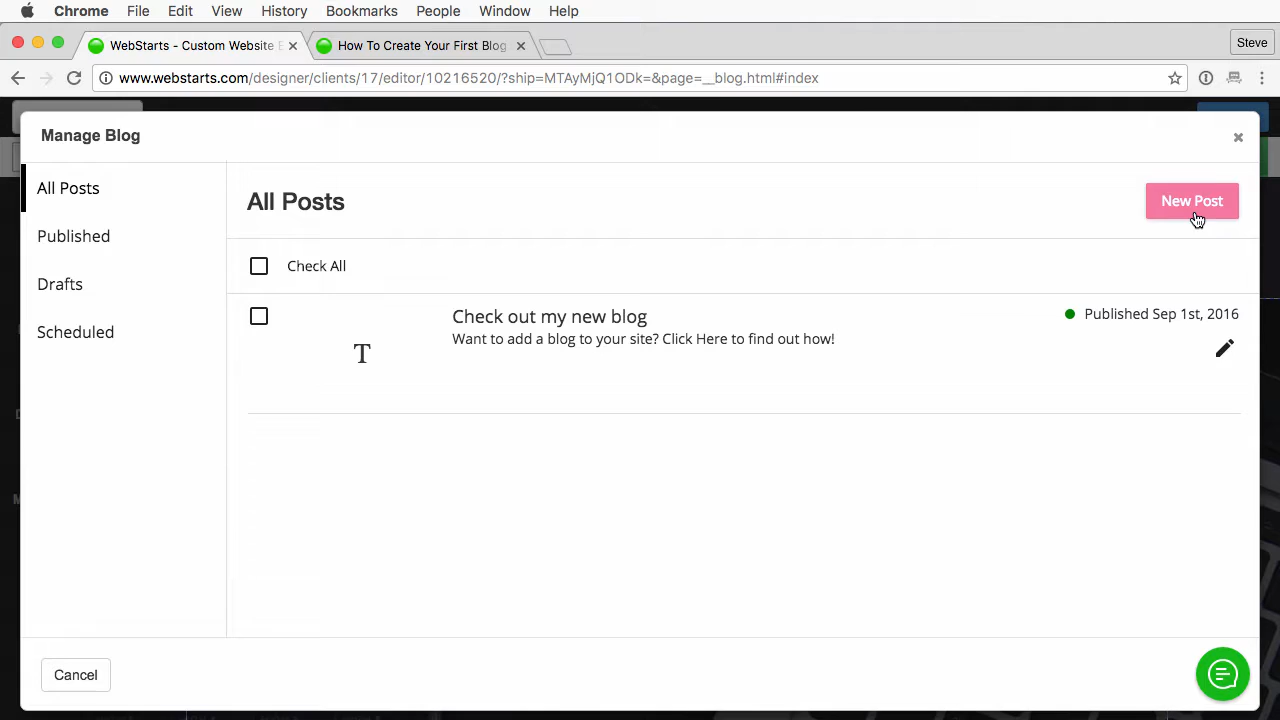 Chrome File Edit View History Bookmarks People Window Help
WebStarts - Custom Website E
How To Create Your First Blog
Steve
www.webstarts.com/designer/clients/17/editor/10216520/?ship=MTAyMjQ1ODk=&page=__blog.html#index
Manage Blog
All Posts
Published
Drafts
Scheduled
All Posts
New Post
Check All
T
Check out my new blog
Want to add a blog to your site? Click Here to find out how!
Published Sep 1st, 2016
Cancel